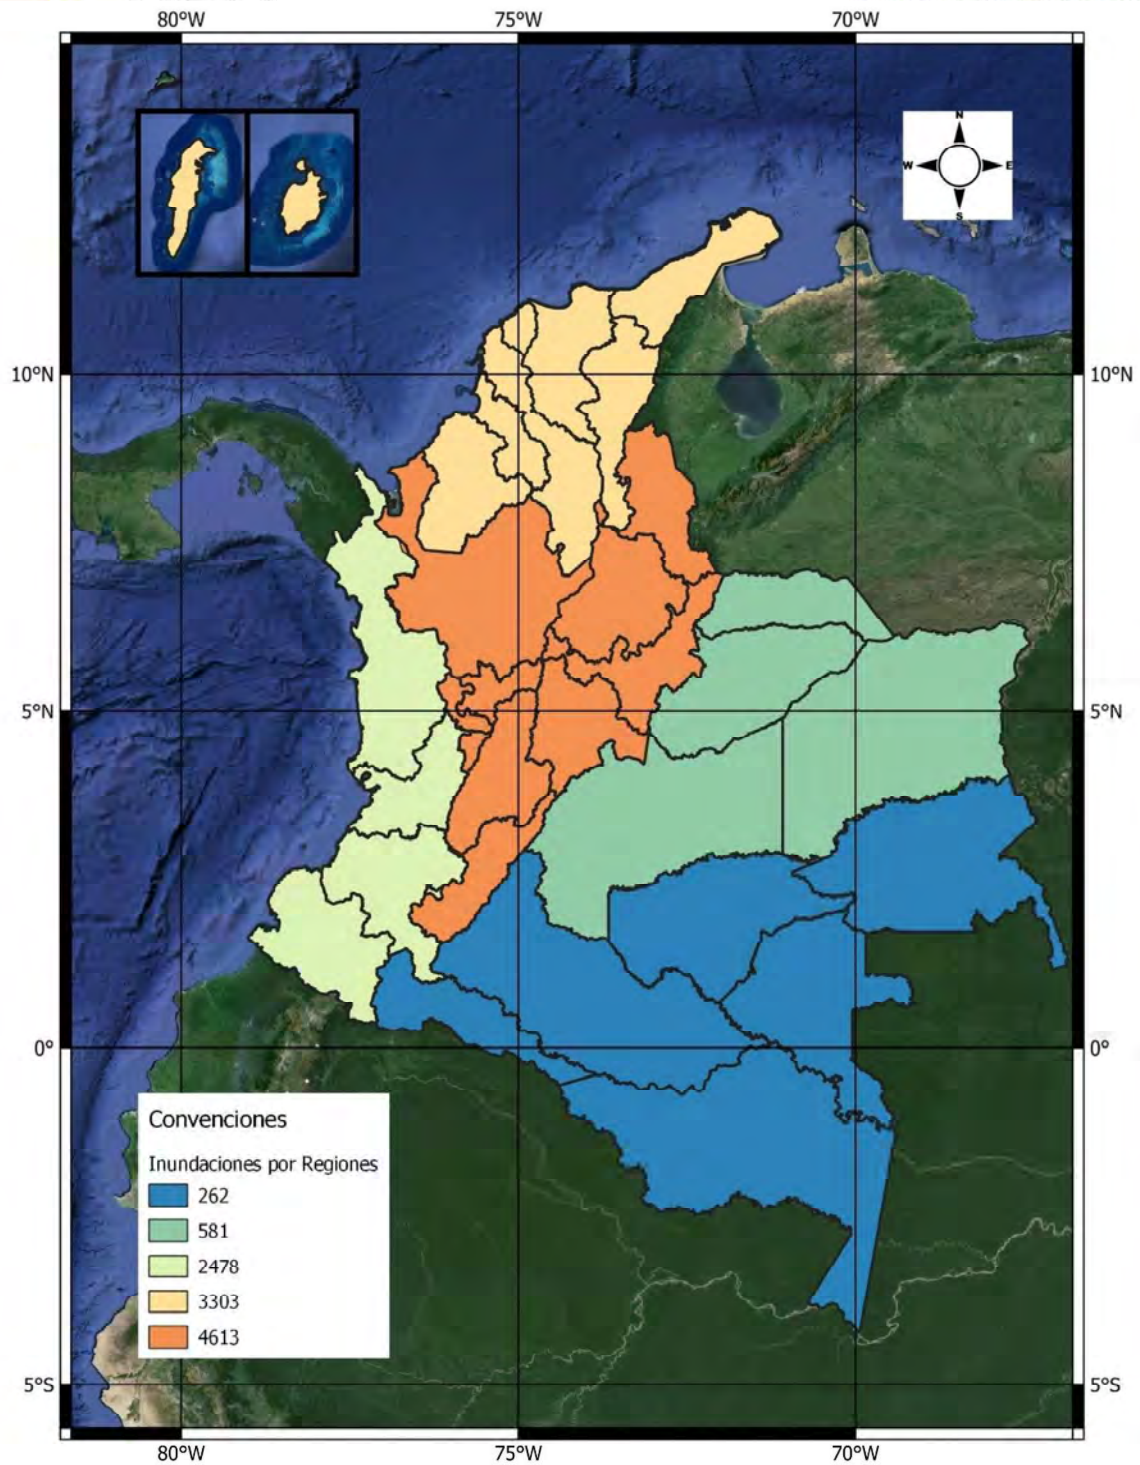 80°W 75°W 70°W
N
W E
S
10°N 10°N
5°N 5°N
0° 0°
Convenciones
Inundaciones por Regiones
262
581
2478
3303
4613
5°S 5°S
80°W 75°W 70°W